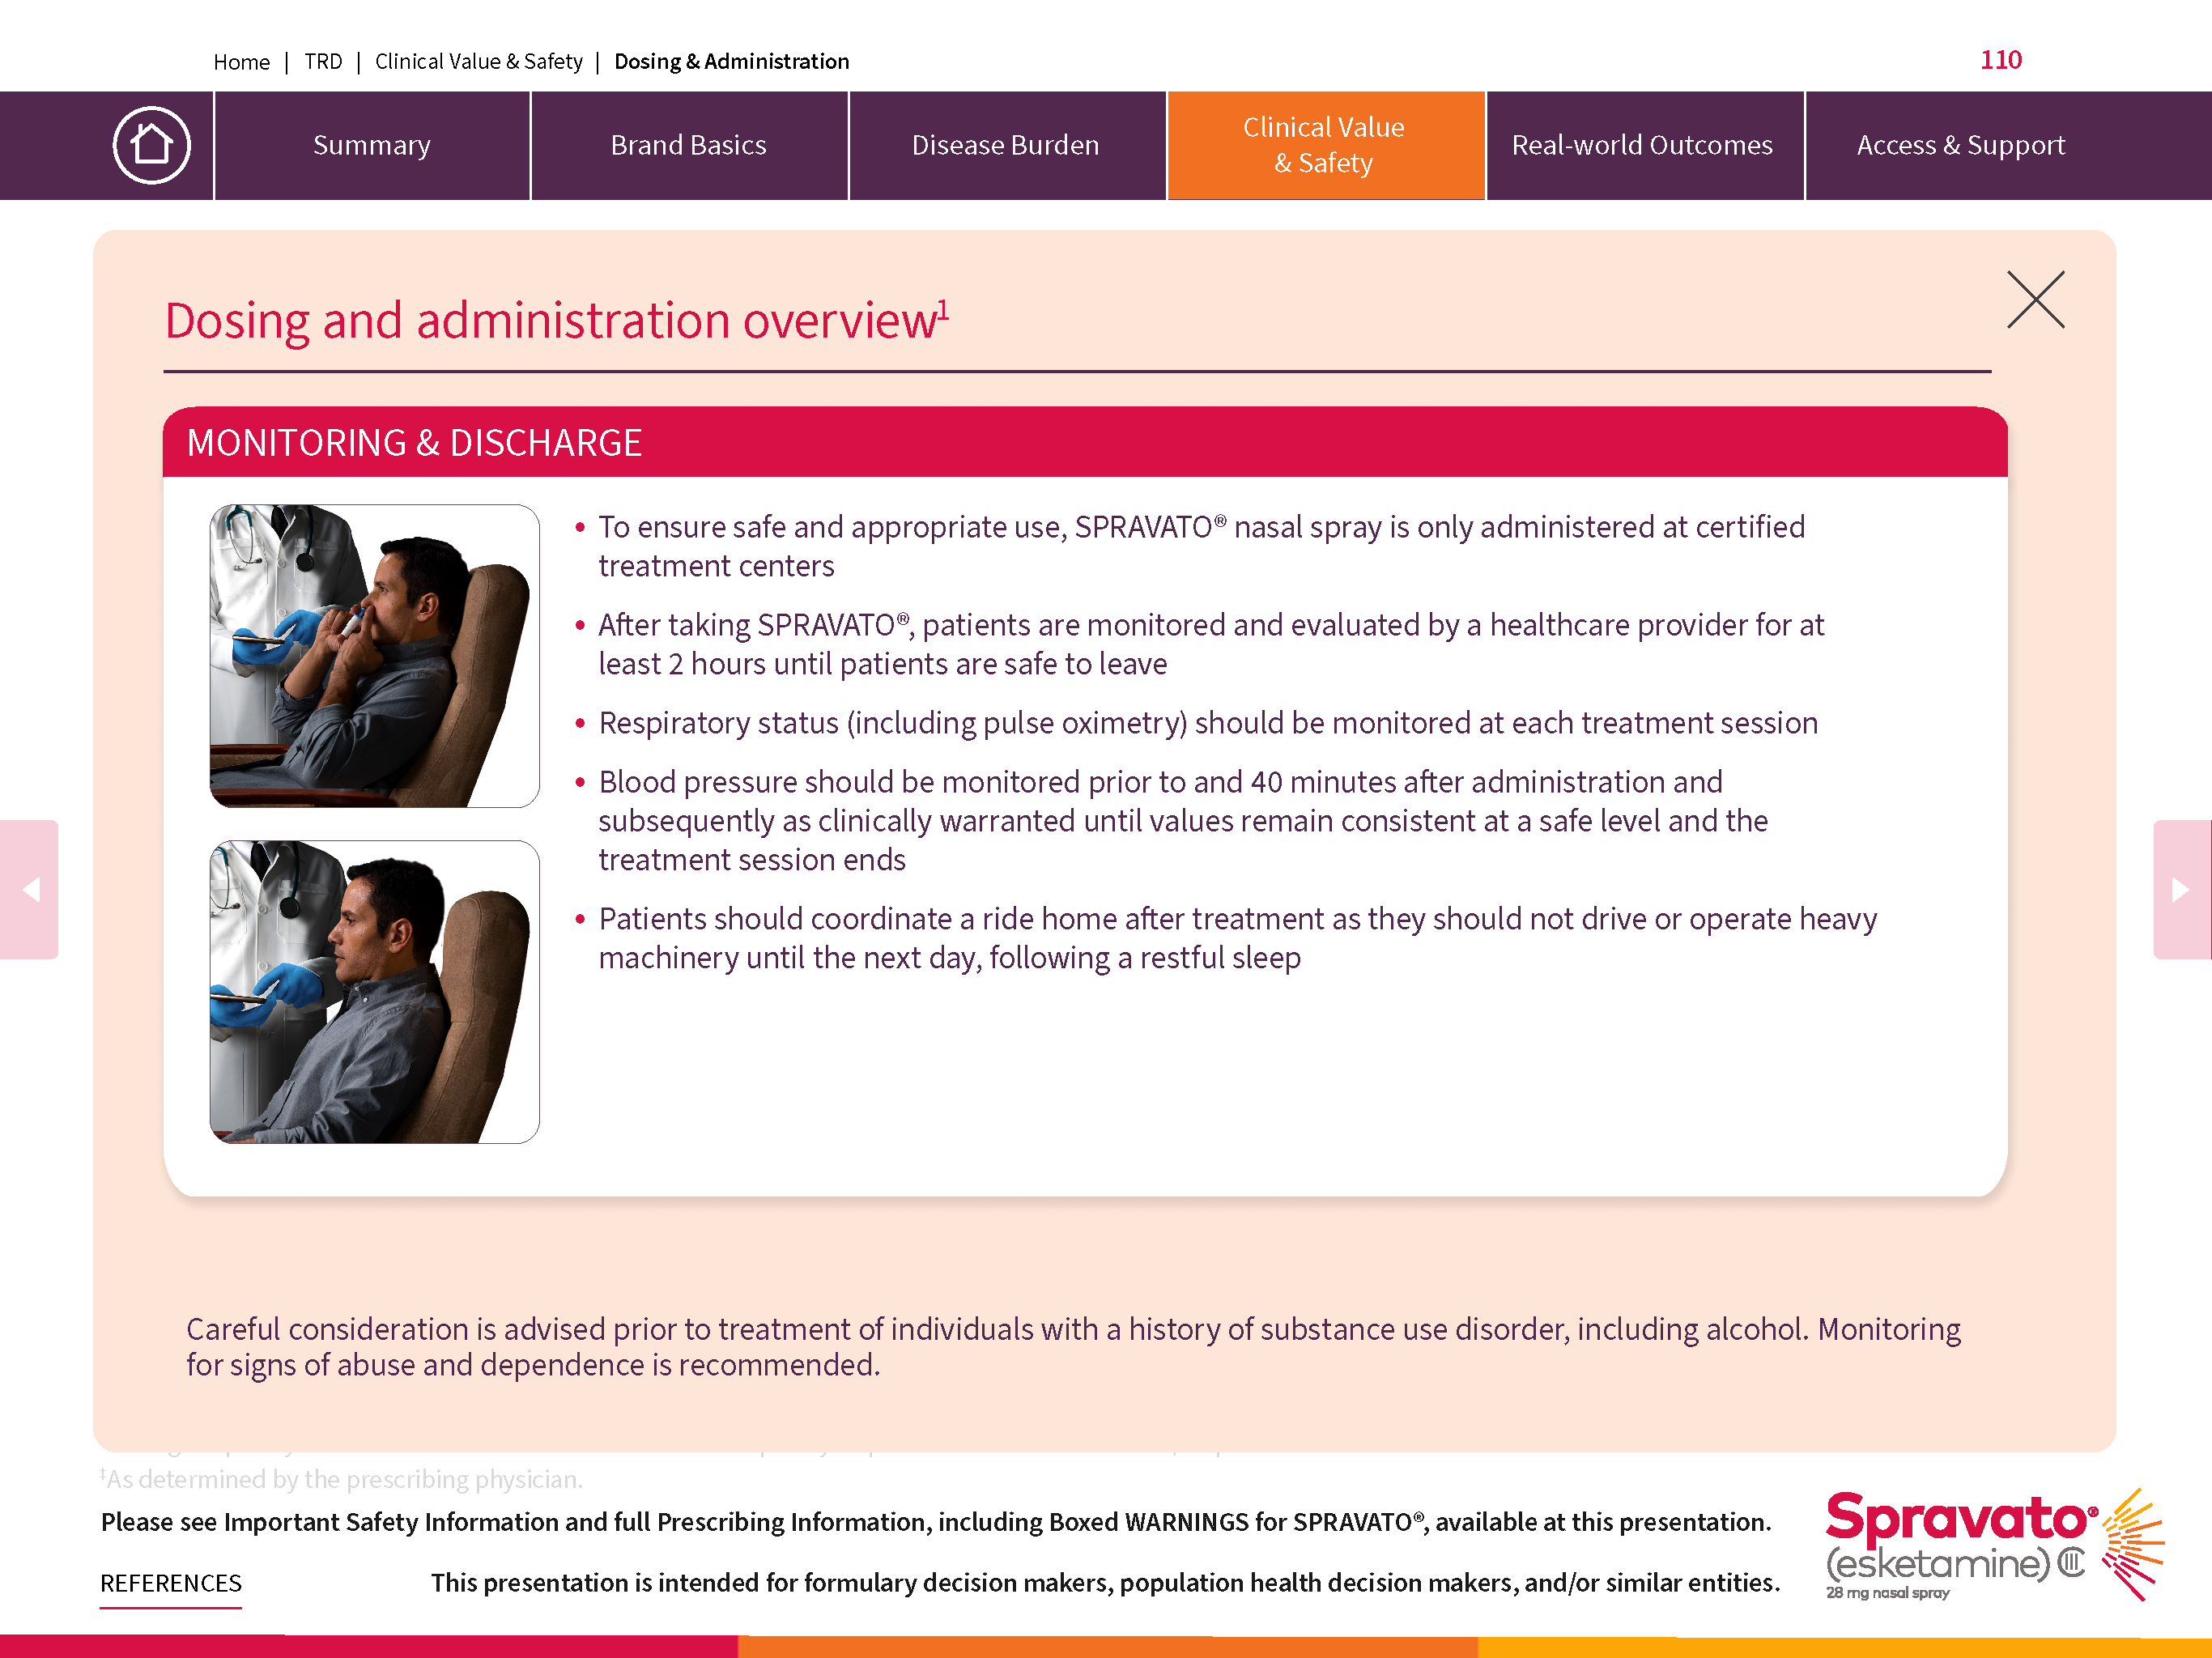 Home | TRD | Clinical Value & Safety | Dosing & Administration
110
Summary
Brand Basics
Disease Burden
Clinical Value
& Safety
Real-world Outcomes
Access & Support
Dosing and administration overview¹
MONITORING & DISCHARGE
• To ensure safe and appropriate use, SPRAVATO® nasal spray is only administered at certified
treatment centers
• After taking SPRAVATO®, patients are monitored and evaluated by a healthcare provider for at
least 2 hours until patients are safe to leave
• Respiratory status (including pulse oximetry) should be monitored at each treatment session
• Blood pressure should be monitored prior to and 40 minutes after administration and
subsequently as clinically warranted until values remain consistent at a safe level and the
treatment session ends
• Patients should coordinate a ride home after treatment as they should not drive or operate heavy
machinery until the next day, following a restful sleep
Careful consideration is advised prior to treatment of individuals with a history of substance use disorder, including alcohol. Monitoring
for signs of abuse and dependence is recommended.
‡As determined by the prescribing physician.
Please see Important Safety Information and full Prescribing Information, including Boxed WARNINGS for SPRAVATO®, available at this presentation.
REFERENCES
This presentation is intended for formulary decision makers, population health decision makers, and/or similar entities.
Spravato®
(esketamine) CIII
28 mg nasal spray